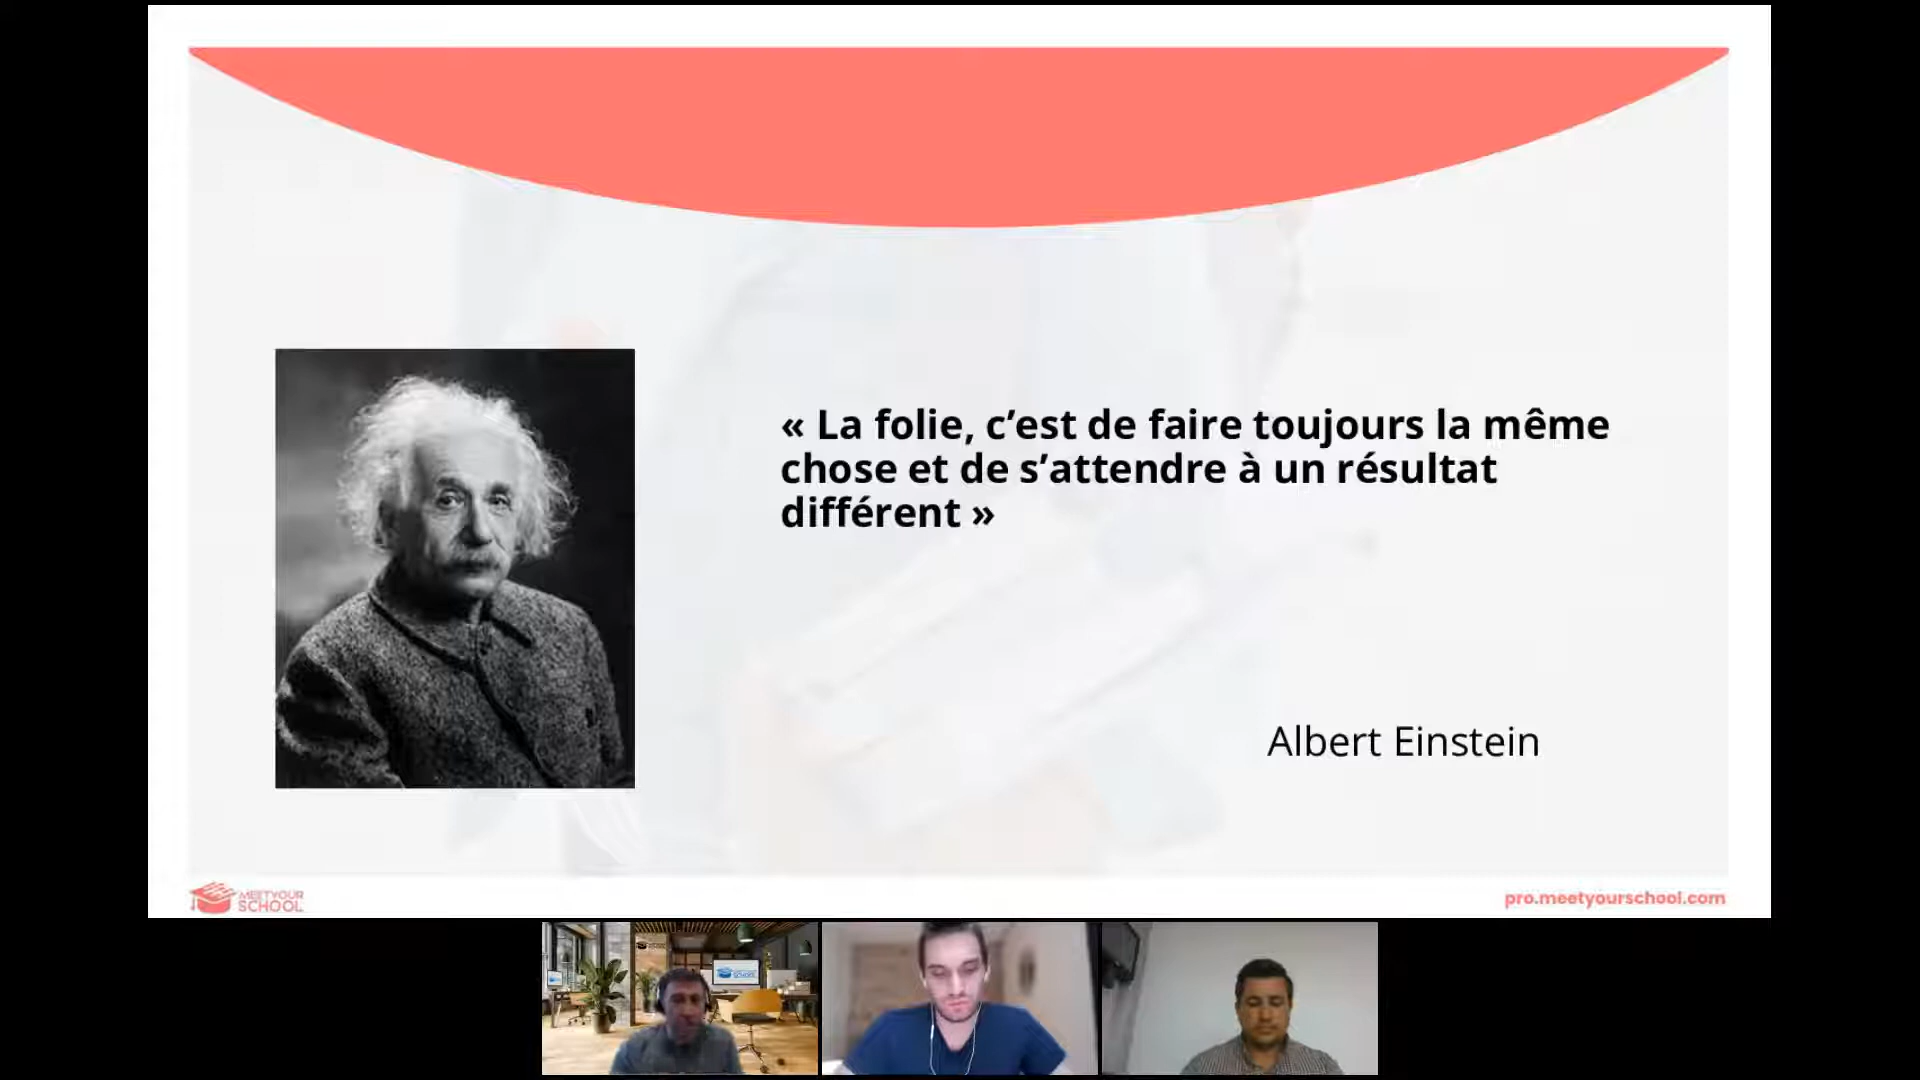 « La folie, c’est de faire toujours la même
chose et de s’attendre à un résultat
différent »
Albert Einstein
MEETYOUR
SCHOOL
pro.meetyourschool.com